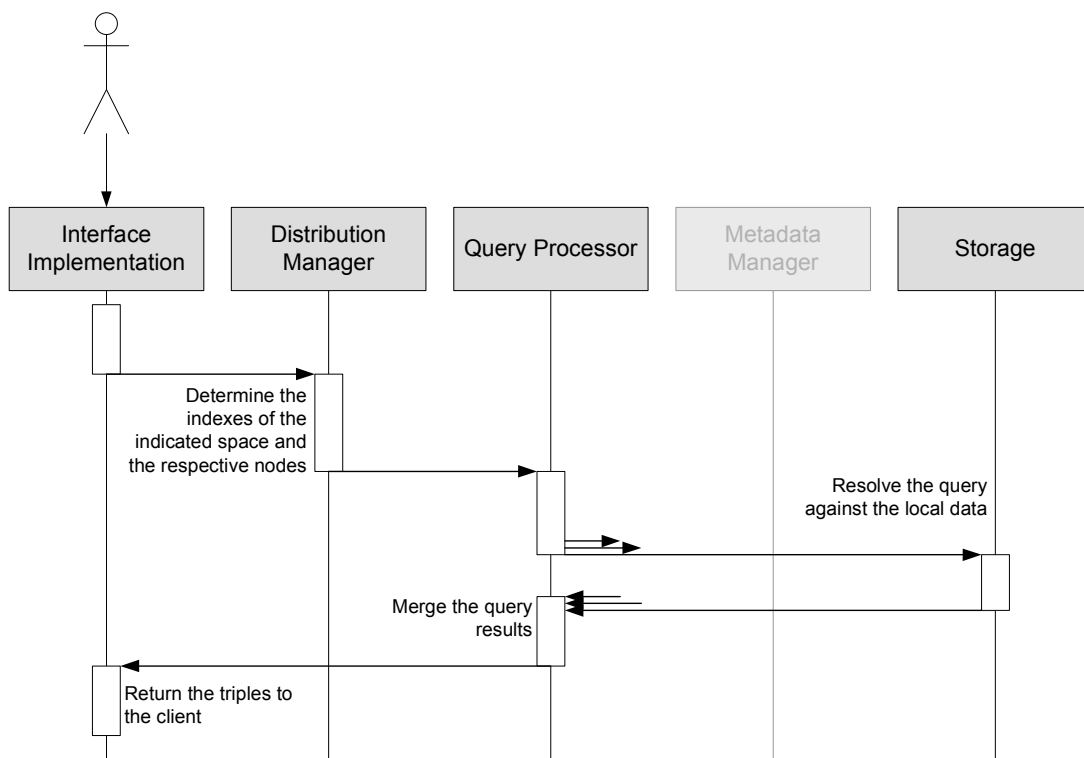 Interface
Implementation
Distribution
Manager
Query Processor
Metadata
Manager
Storage
Determine the
indexes of the
indicated space and
the respective nodes
Resolve the query
against the local data
Merge the query
results
Return the triples to
the client